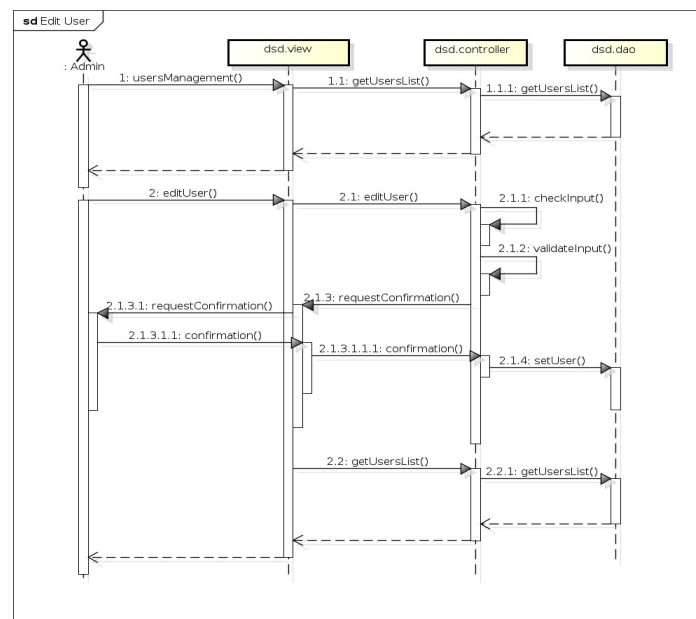 sd Edit User
: Admin
dsd.view
dsd.controller
dsd.dao
1: usersManagement()
1.1: getUsersList()
1.1.1: getUsersList()
2: editUser()
2.1: editUser()
2.1.1: checkInput()
2.1.2: validateInput()
2.1.3: requestConfirmation()
2.1.3.1: requestConfirmation()
2.1.3.1.1: confirmation()
2.1.3.1.1.1: confirmation()
2.1.4: setUser()
2.2: getUsersList()
2.2.1: getUsersList()